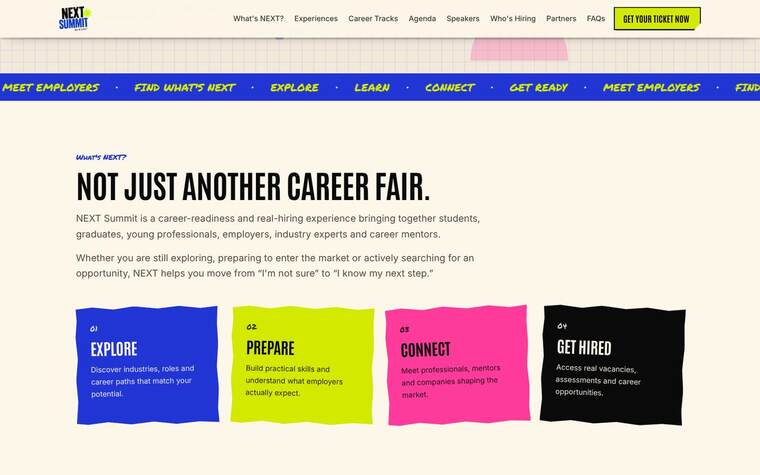 NEXT
SUMMIT
What's NEXT?
Experiences
Career Tracks
Agenda
Speakers
Who's Hiring
Partners
FAQs
GET YOUR TICKET NOW
MEET EMPLOYERS · FIND WHAT'S NEXT · EXPLORE · LEARN · CONNECT · GET READY · MEET EMPLOYERS · FIND
What's NEXT?
NOT JUST ANOTHER CAREER FAIR.
NEXT Summit is a career-readiness and real-hiring experience bringing together students,
graduates, young professionals, employers, industry experts and career mentors.
Whether you are still exploring, preparing to enter the market or actively searching for an
opportunity, NEXT helps you move from “I'm not sure” to “I know my next step.”
01
EXPLORE
Discover industries, roles and
career paths that match your
potential.
02
PREPARE
Build practical skills and
understand what employers
actually expect.
03
CONNECT
Meet professionals, mentors
and companies shaping the
market.
04
GET HIRED
Access real vacancies,
assessments and career
opportunities.